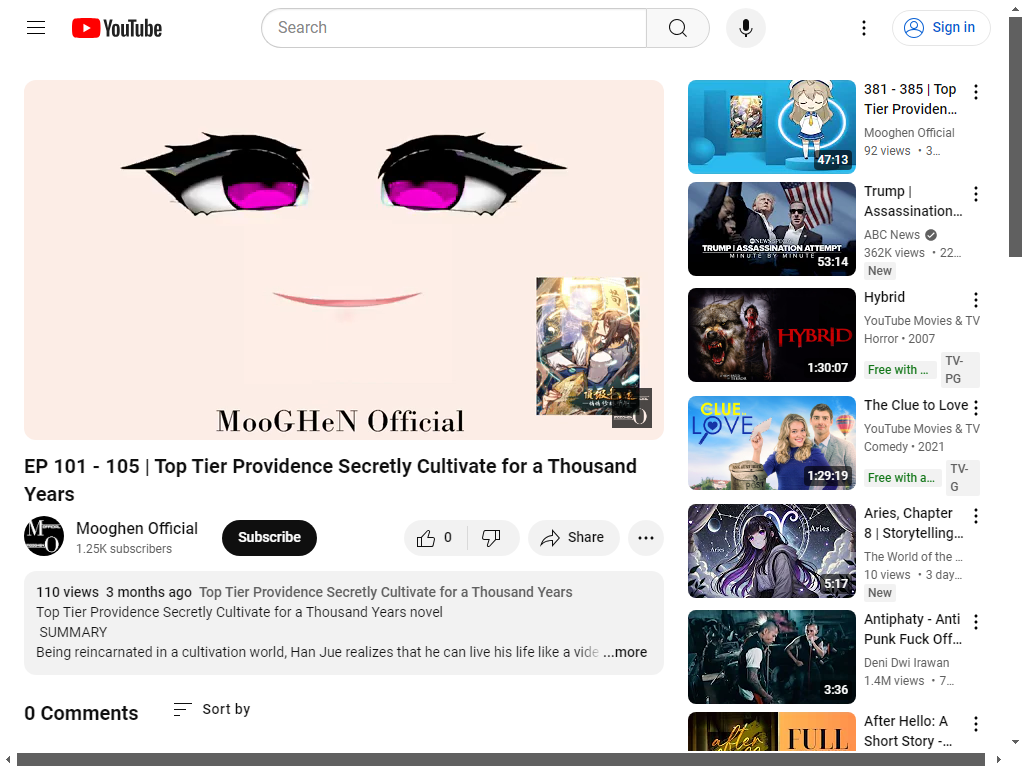 YouTube
Search
Sign in
MooGHeN Official
EP 101 - 105 | Top Tier Providence Secretly Cultivate for a Thousand
Years
Mooghen Official
1.25K subscribers
Subscribe
0
Share
110 views 3 months ago Top Tier Providence Secretly Cultivate for a Thousand Years
Top Tier Providence Secretly Cultivate for a Thousand Years novel
SUMMARY
Being reincarnated in a cultivation world, Han Jue realizes that he can live his life like a vide ...more
0 Comments
Sort by
47:13
381 - 385 | Top
Tier Providen...
Mooghen Official
92 views • 3...
NEWS
TRUMP | ASSASSINATION ATTEMPT
MINUTE BY MINUTE
53:14
Trump |
Assassination...
ABC News
362K views • 22...
New
HYBRID
1:30:07
Hybrid
YouTube Movies & TV
Horror • 2007
Free with ...
TV-
PG
CLUE
LOVE
POST
1:29:19
The Clue to Love
YouTube Movies & TV
Comedy • 2021
Free with a...
TV-
G
Aries
Aries
5:17
Aries, Chapter
8 | Storytelling...
The World of the ...
10 views • 3 day...
New
3:36
Antiphaty - Anti
Punk Fuck Off...
Deni Dwi Irawan
1.4M views • 7...
after
FULL
After Hello: A
Short Story -...